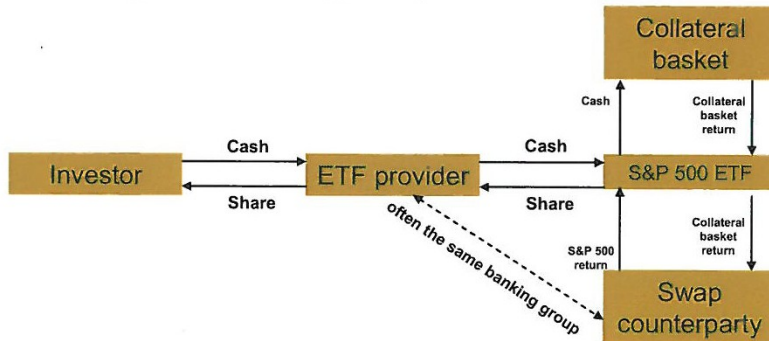 Collateral
basket
Cash
Collateral
basket
return
Cash
Cash
Investor
ETF provider
S&P 500 ETF
Share
Share
often the same banking group
S&P 500
return
Collateral
basket
return
Swap
counterparty